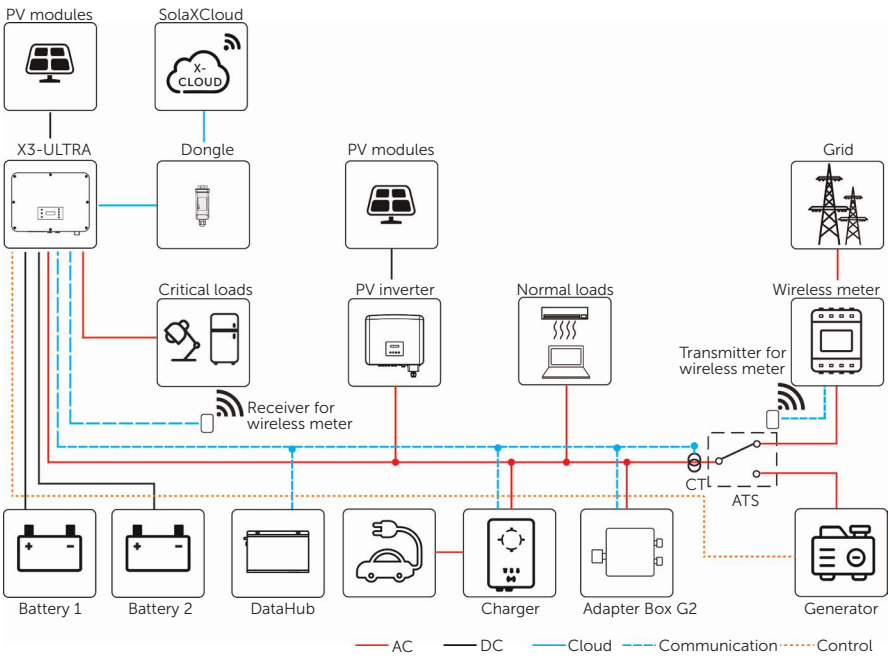 PV modules
SolaXCloud
X-
CLOUD
X3-ULTRA
Dongle
PV modules
Grid
Critical loads
PV inverter
Normal loads
Wireless meter
Transmitter for
wireless meter
Receiver for
wireless meter
CT
ATS
Battery 1
Battery 2
DataHub
Charger
Adapter Box G2
Generator
AC
DC
Cloud
Communication
Control